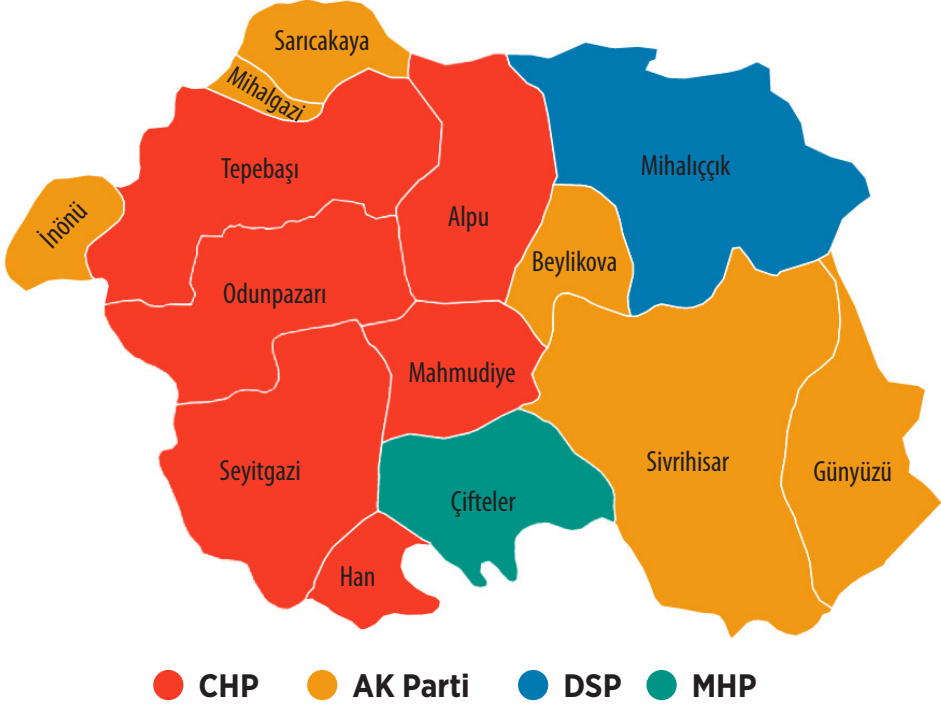 Sarıcakaya
Mihalgazi
Tepebaşı
Mihalıççık
Alpu
İnönü
Beylikova
Odunpazarı
Mahmudiye
Seyitgazi
Sivrihisar
Günyüzü
Çifteler
Han
CHP
AK Parti
DSP
MHP